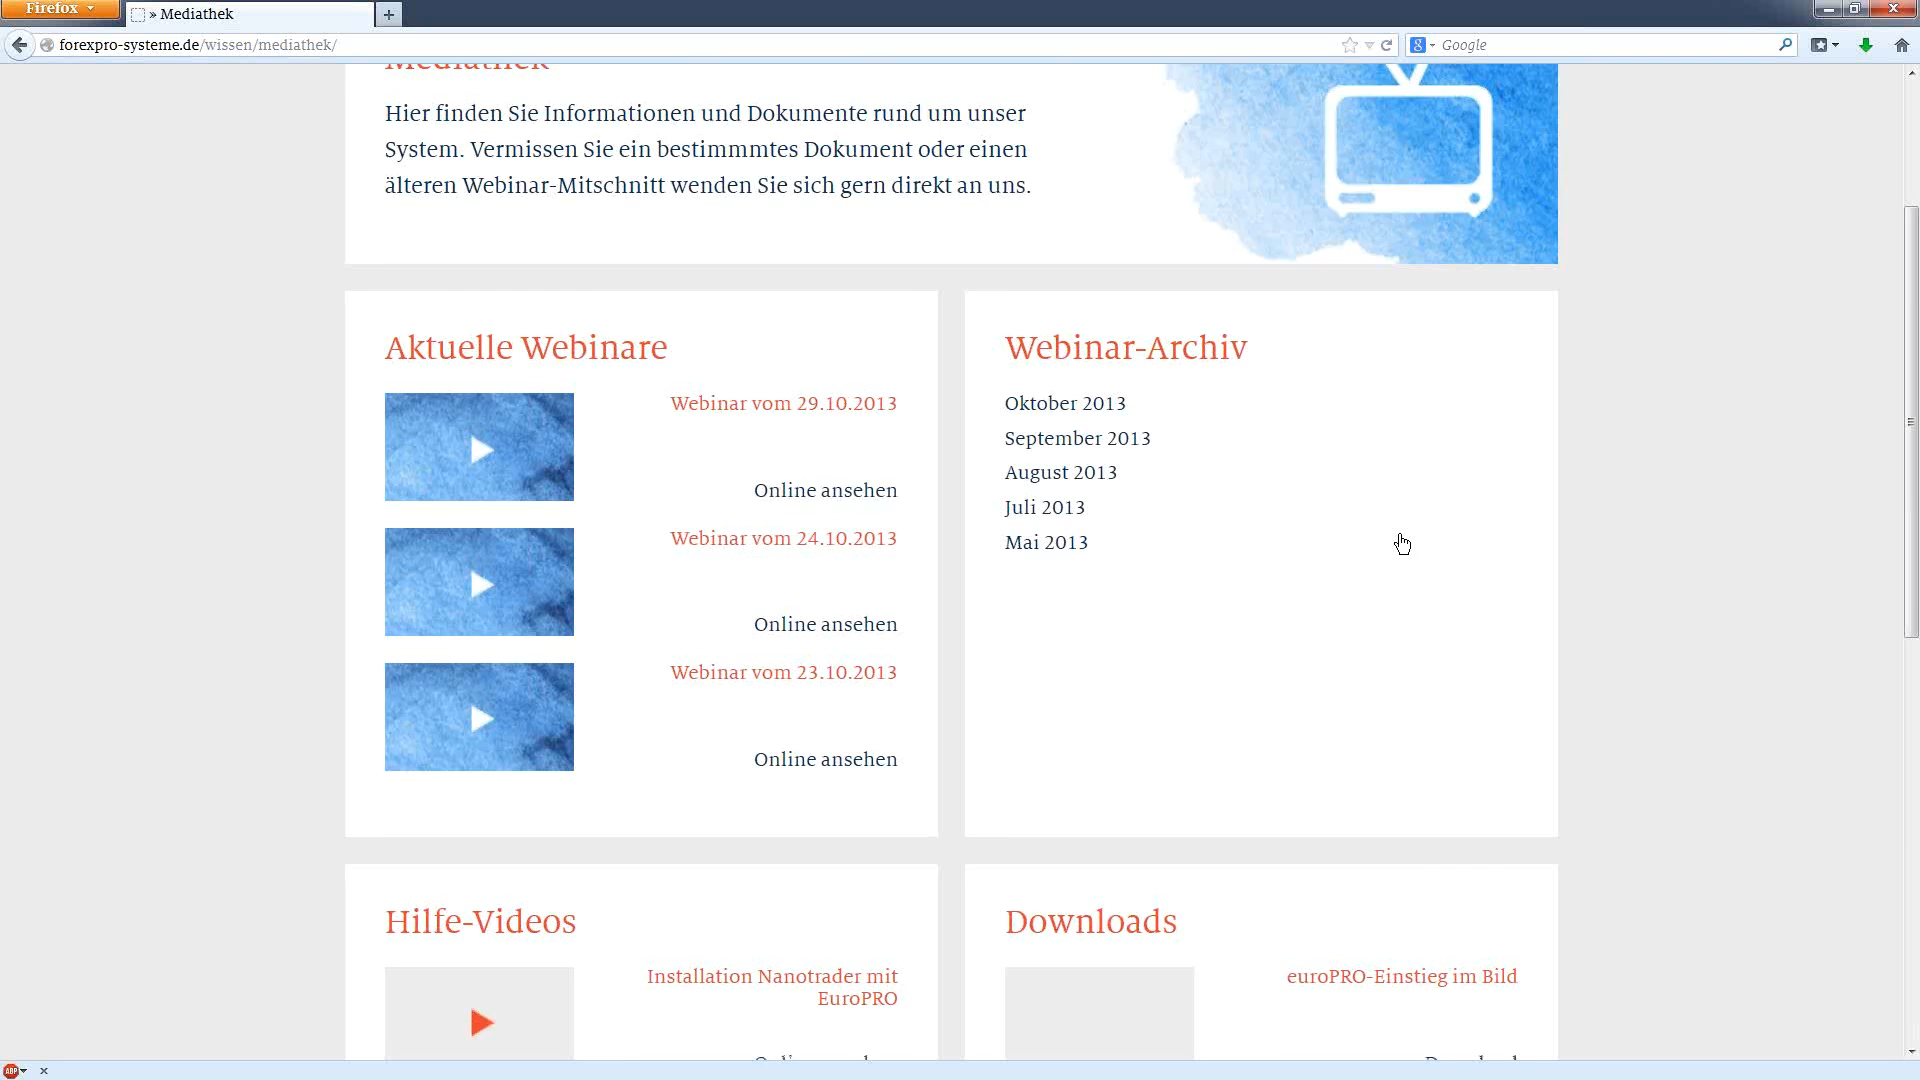 Firefox
» Mediathek
forexpro-systeme.de/wissen/mediathek/
Google
Mediathek
Hier finden Sie Informationen und Dokumente rund um unser
System. Vermissen Sie ein bestimmmtes Dokument oder einen
älteren Webinar-Mitschnitt wenden Sie sich gern direkt an uns.
Aktuelle Webinare
Webinar vom 29.10.2013
Online ansehen
Webinar vom 24.10.2013
Online ansehen
Webinar vom 23.10.2013
Online ansehen
Webinar-Archiv
Oktober 2013
September 2013
August 2013
Juli 2013
Mai 2013
Hilfe-Videos
Installation Nanotrader mit
EuroPRO
Downloads
euroPRO-Einstieg im Bild
ABP